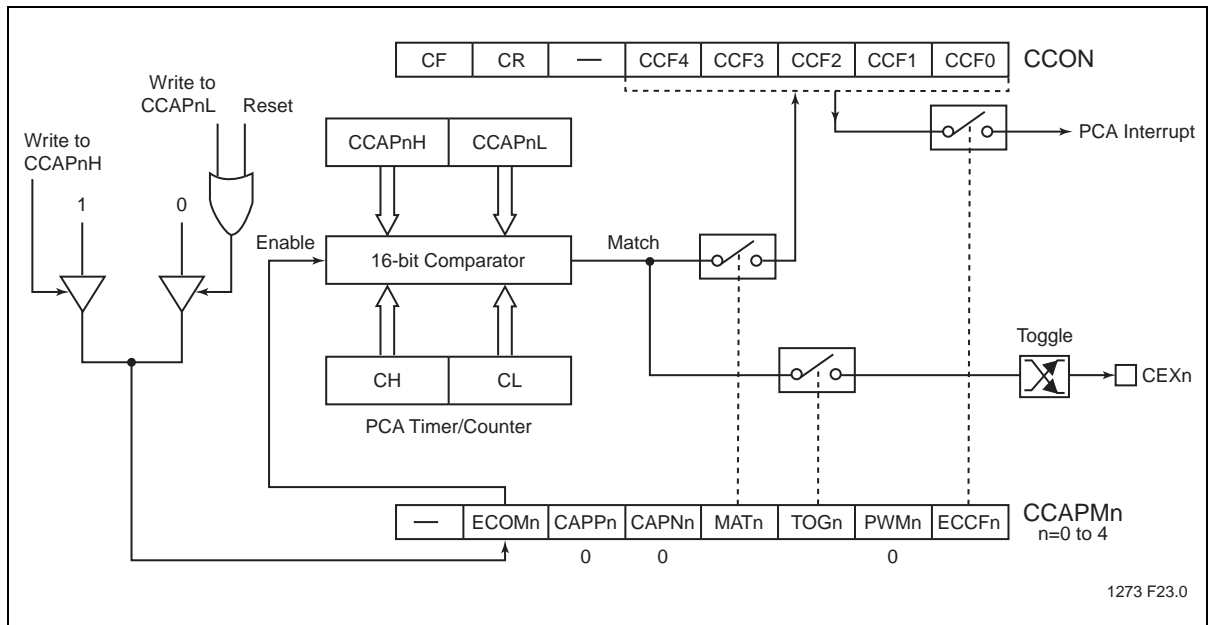 CF CR — CCF4 CCF3 CCF2 CCF1 CCF0 CCON
Write to
CCAPnL
Reset
Write to
CCAPnH
CCAPnH CCAPnL
PCA Interrupt
1 0
Enable
16-bit Comparator
Match
Toggle
CH CL
CEXn
PCA Timer/Counter
— ECOMn CAPPn CAPNn MATn TOGn PWMn ECCFn CCAPMn
n=0 to 4
0 0 0
1273 F23.0